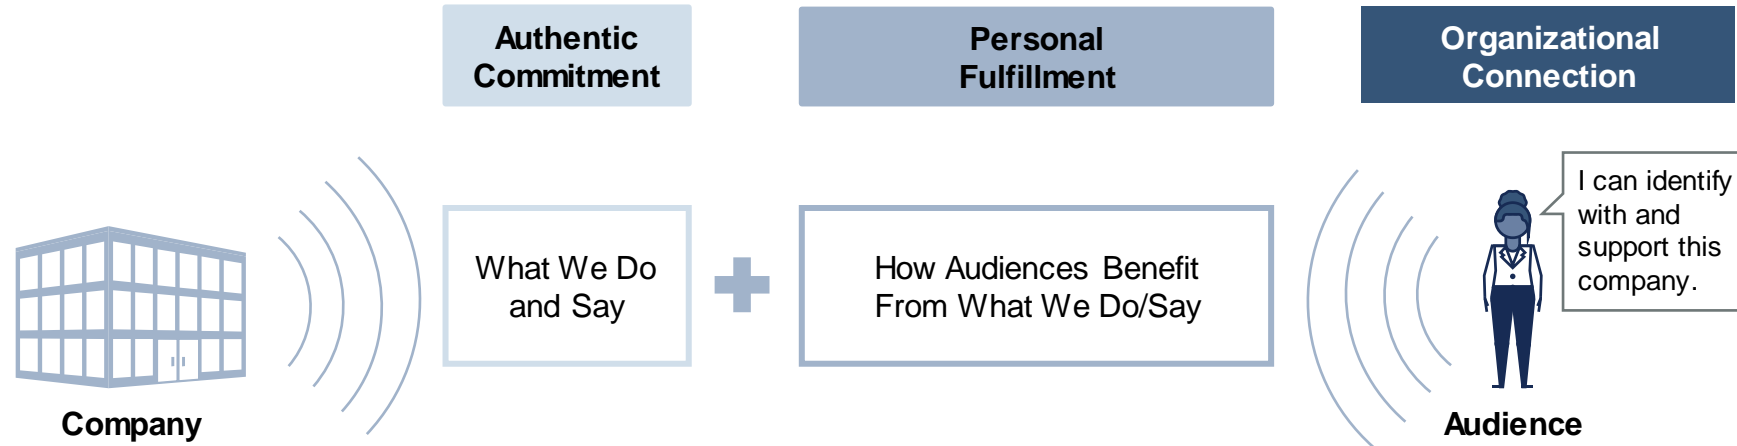 Authentic
Commitment
Personal
Fulfillment
Organizational
Connection
What We Do
and Say
How Audiences Benefit
From What We Do/Say
I can identify
with and
support this
company.
Company
Audience